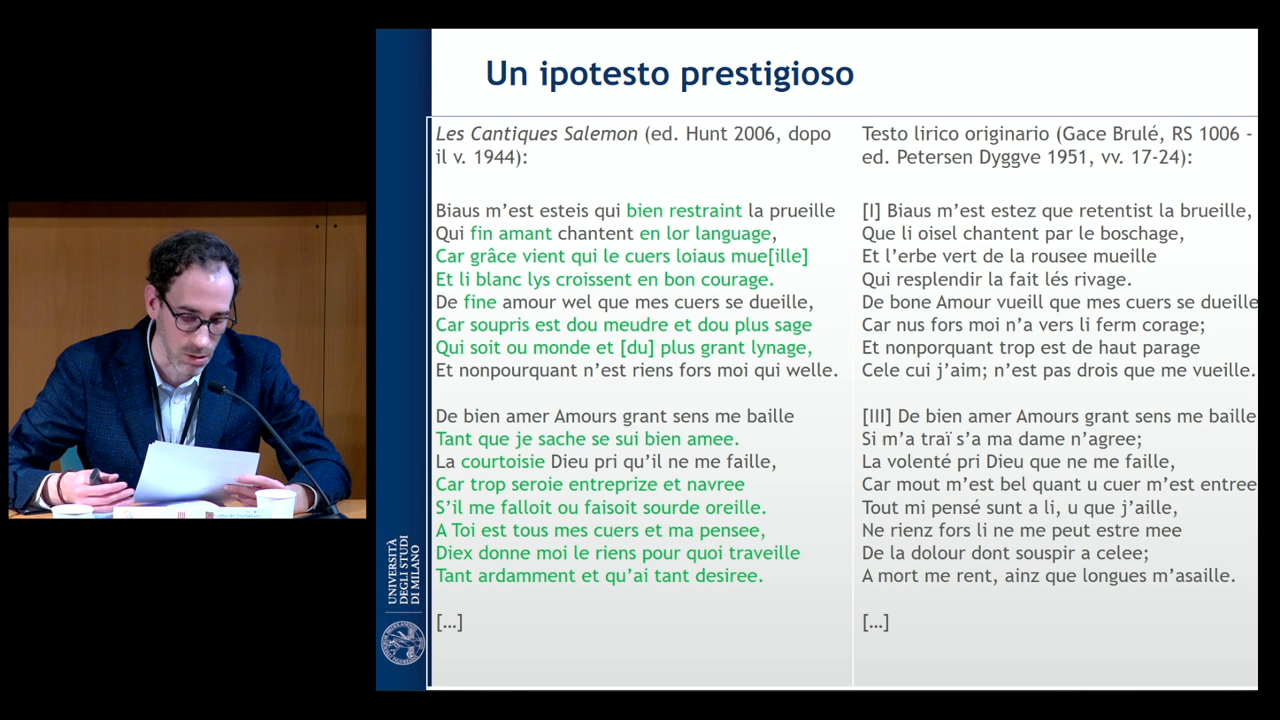 Un ipotesto prestigioso
Les Cantiques Salemon (ed. Hunt 2006, dopo
il v. 1944):
Biaus m’est esteis qui bien restraint la prueille
Qui fin amant chantent en lor language,
Car grâce vient qui le cuers loiaus mue[ille]
Et li blanc lys croissent en bon courage.
De fine amour wel que mes cuers se dueille,
Car soupris est dou meudre et dou plus sage
Qui soit ou monde et [du] plus grant lynage,
Et nonpourquant n’est riens fors moi qui welle.
De bien amer Amours grant sens me baille
Tant que je sache se sui bien amee.
La courtoisie Dieu pri qu’il ne me faille,
Car trop seroie entreprize et navree
S’il me falloit ou faisoit sourde oreille.
A Toi est tous mes cuers et ma pensee,
Diex donne moi le riens pour quoi traveille
Tant ardamment et qu’ai tant desiree.
[…]
Testo lirico originario (Gace Brulé, RS 1006 -
ed. Petersen Dyggve 1951, vv. 17-24):
[I] Biaus m’est estez que retentist la brueille,
Que li oisel chantent par le boschage,
Et l’erbe vert de la rousee mueille
Qui resplendir la fait lés rivage.
De bone Amour vueill que mes cuers se dueille
Car nus fors moi n’a vers li ferm corage;
Et nonporquant trop est de haut parage
Cele cui j’aim; n’est pas drois que me vueille.
[III] De bien amer Amours grant sens me baille
Si m’a traï s’a ma dame n’agree;
La volenté pri Dieu que ne me faille,
Car mout m’est bel quant u cuer m’est entree
Tout mi pensé sunt a li, u que j’aille,
Ne rienz fors li ne me peut estre mee
De la dolour dont souspir a celee;
A mort me rent, ainz que longues m’asaille.
[…]
UNIVERSITÀ
DEGLI STUDI
DI MILANO